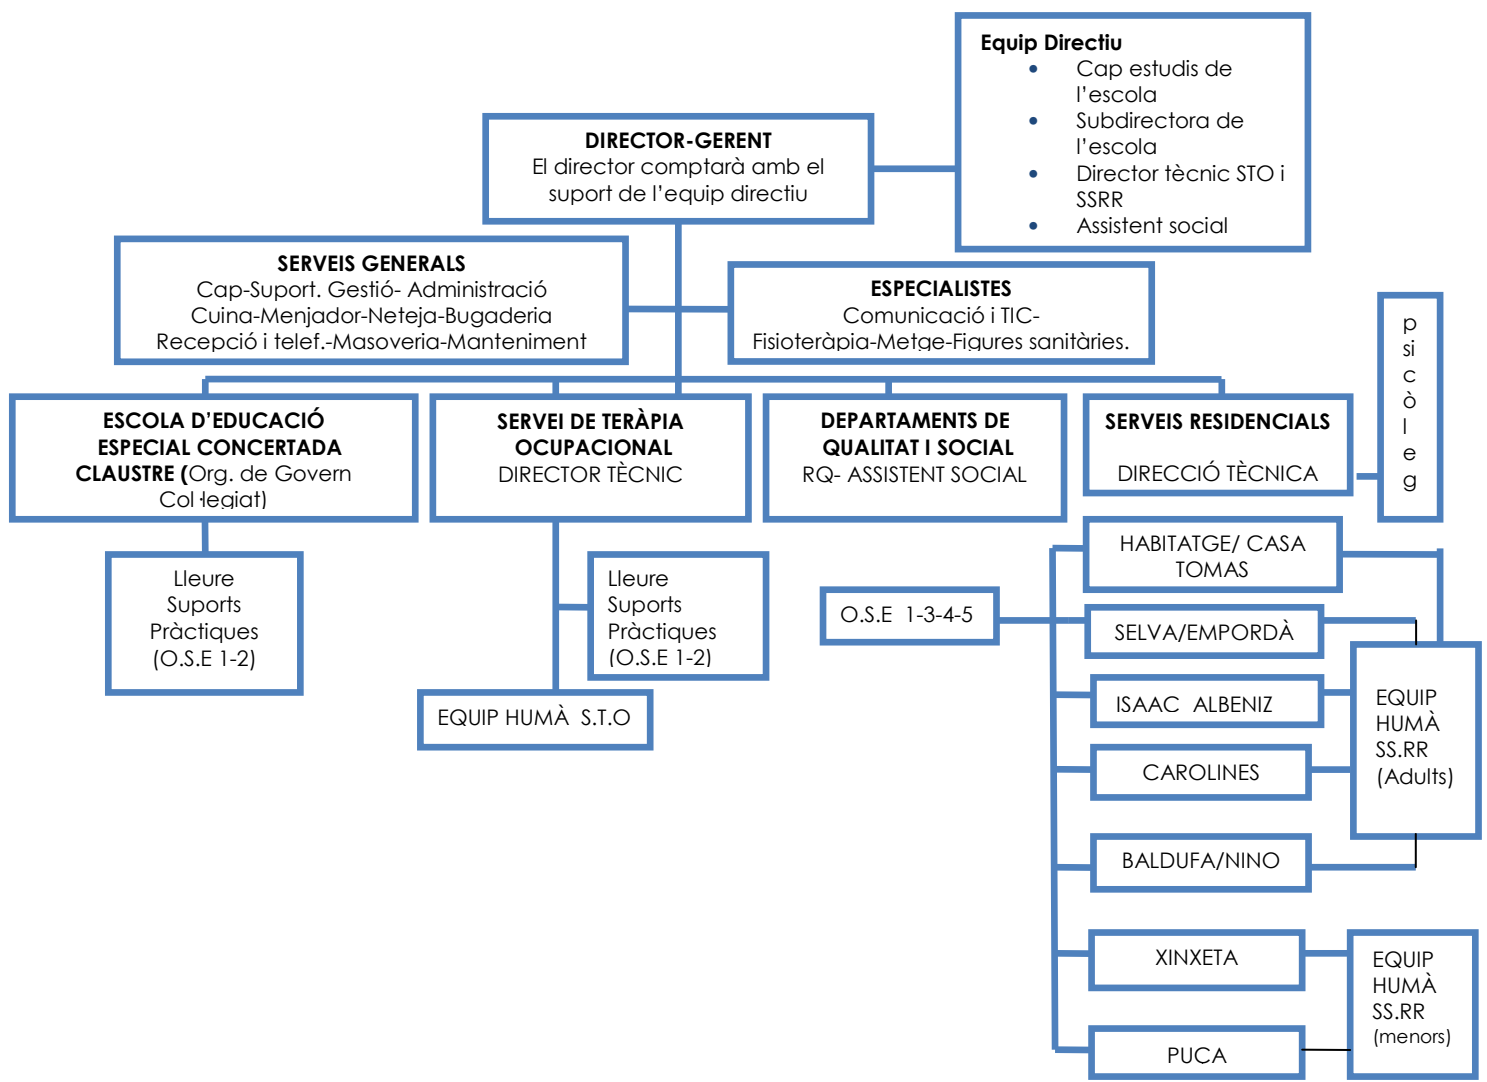 Equip Directiu
• Cap estudis de
l'escola
• Subdirectora de
l'escola
• Director tècnic STO i
SSRR
• Assistent social
DIRECTOR-GERENT
El director comptarà amb el
suport de l'equip directiu
SERVEIS GENERALS
Cap-Suport. Gestió- Administració
Cuina-Menjador-Neteja-Bugaderia
Recepció i telef.-Masoveria-Manteniment
ESPECIALISTES
Comunicació i TIC-
Fisioteràpia-Metge-Figures sanitàries.
p
si
c
ò
l
e
g
ESCOLA D'EDUCACIÓ
ESPECIAL CONCERTADA
CLAUSTRE (Org. de Govern
Col·legiat)
SERVEI DE TERÀPIA
OCUPACIONAL
DIRECTOR TÈCNIC
DEPARTAMENTS DE
QUALITAT I SOCIAL
RQ- ASSISTENT SOCIAL
SERVEIS RESIDENCIALS
DIRECCIÓ TÈCNICA
Lleure
Suports
Pràctiques
(O.S.E 1-2)
Lleure
Suports
Pràctiques
(O.S.E 1-2)
EQUIP HUMÀ S.T.O
O.S.E 1-3-4-5
HABITATGE/ CASA
TOMAS
SELVA/EMPORDÀ
ISAAC ALBENIZ
CAROLINES
BALDUFA/NINO
XINXETA
PUCA
EQUIP
HUMÀ
SS.RR
(Adults)
EQUIP
HUMÀ
SS.RR
(menors)